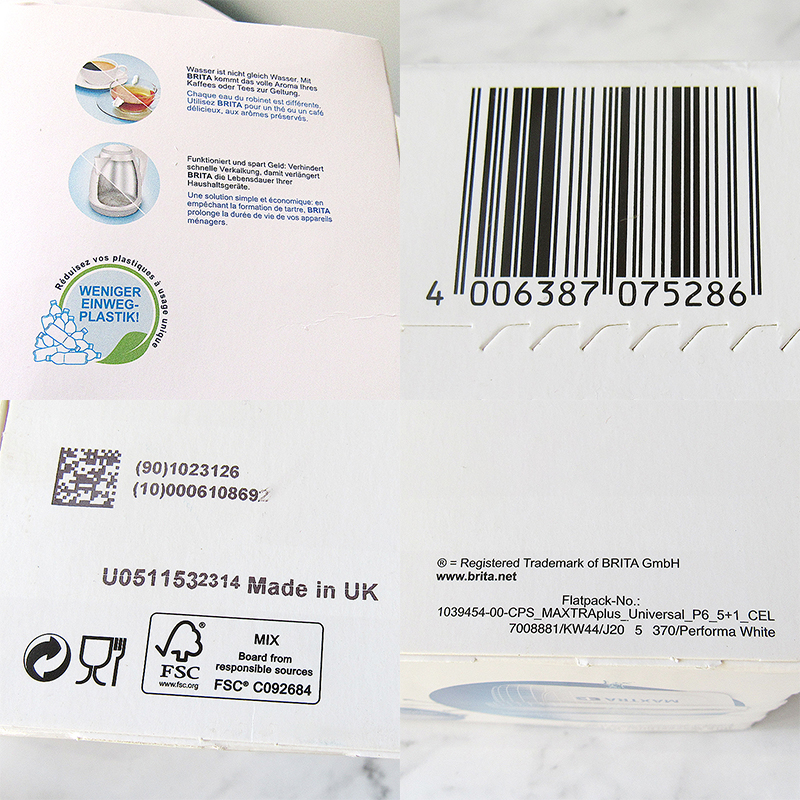 Wasser ist nicht gleich Wasser. Mit
BRITA kommt das volle Aroma Ihres
Kaffees oder Tees zur Geltung.
Chaque eau du robinet est différente.
Utilisez BRITA pour un thé ou un café
délicieux, aux arômes préservés.
Funktioniert und spart Geld: Verhindert
schnelle Verkalkung, damit verlängert
BRITA die Lebensdauer Ihrer
Haushaltsgeräte.
Une solution simple et économique: en
empêchant la formation de tartre, BRITA
prolonge la durée de vie de vos appareils
ménagers.
Réduisez vos plastiques à usage unique
WENIGER
EINWEG-
PLASTIK!
4 006387 075286
(90)1023126
(10)0006108692
U0511532314 Made in UK
FSC®
www.fsc.org
MIX
Board from
responsible sources
FSC® C092684
® = Registered Trademark of BRITA GmbH
www.brita.net
Flatpack-No.:
1039454-00-CPS_MAXTRAplus_Universal_P6_5+1_CEL
7008881/KW44/J20 5 370/Performa White